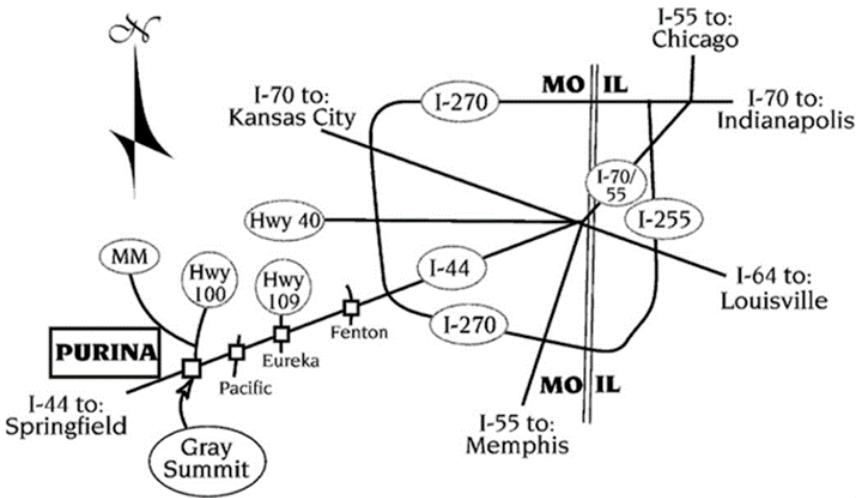 N
I-55 to:
Chicago
I-70 to:
Kansas City
I-270
MO IL
I-70 to:
Indianapolis
I-70/
55
Hwy 40
I-255
MM
Hwy
100
Hwy
109
I-44
I-64 to:
Louisville
Fenton
I-270
PURINA
Eureka
Pacific
MO IL
I-44 to:
Springfield
I-55 to:
Memphis
Gray
Summit